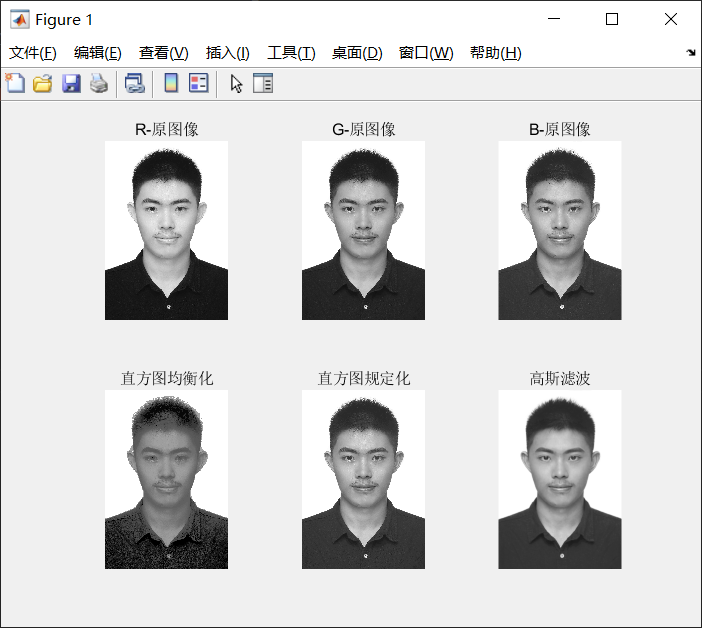 Figure 1
文件(F) 编辑(E) 查看(V) 插入(I) 工具(T) 桌面(D) 窗口(W) 帮助(H)
R-原图像 G-原图像 B-原图像
直方图均衡化 直方图规定化 高斯滤波